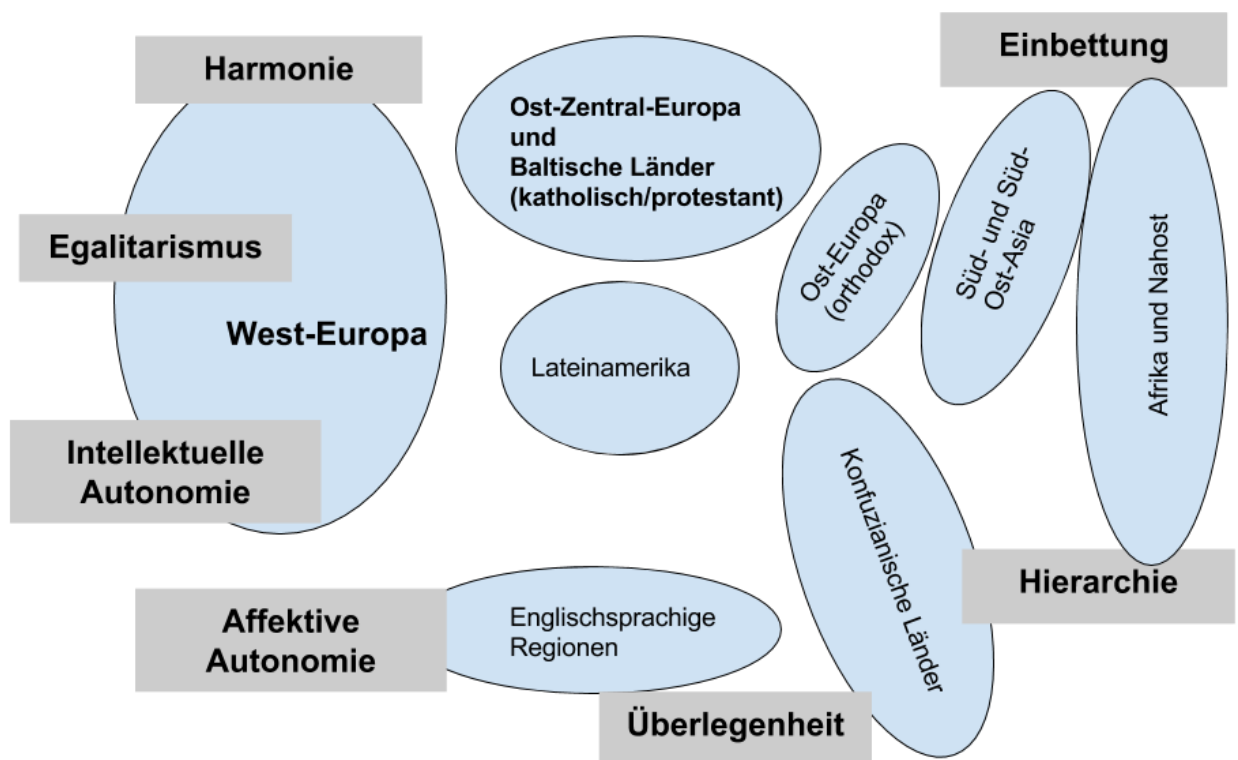 Harmonie
Einbettung
Ost-Zentral-Europa
und
Baltische Länder
(katholisch/protestant)
Egalitarismus
West-Europa
Ost-Europa
(orthodox)
Süd- und Süd-
Ost-Asia
Afrika und Nahost
Lateinamerika
Intellektuelle
Autonomie
Konfuzianische Länder
Hierarchie
Affektive
Autonomie
Englischsprachige
Regionen
Überlegenheit